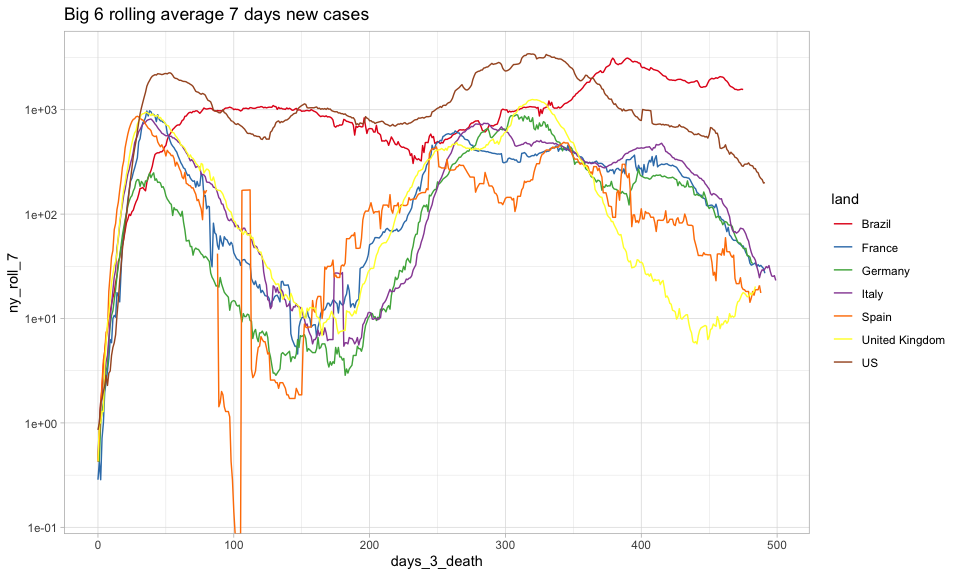 Big 6 rolling average 7 days new cases
ny_roll_7
1e+03
1e+02
1e+01
1e+00
1e-01
0
100
200
300
400
500
days_3_death
land
Brazil
France
Germany
Italy
Spain
United Kingdom
US